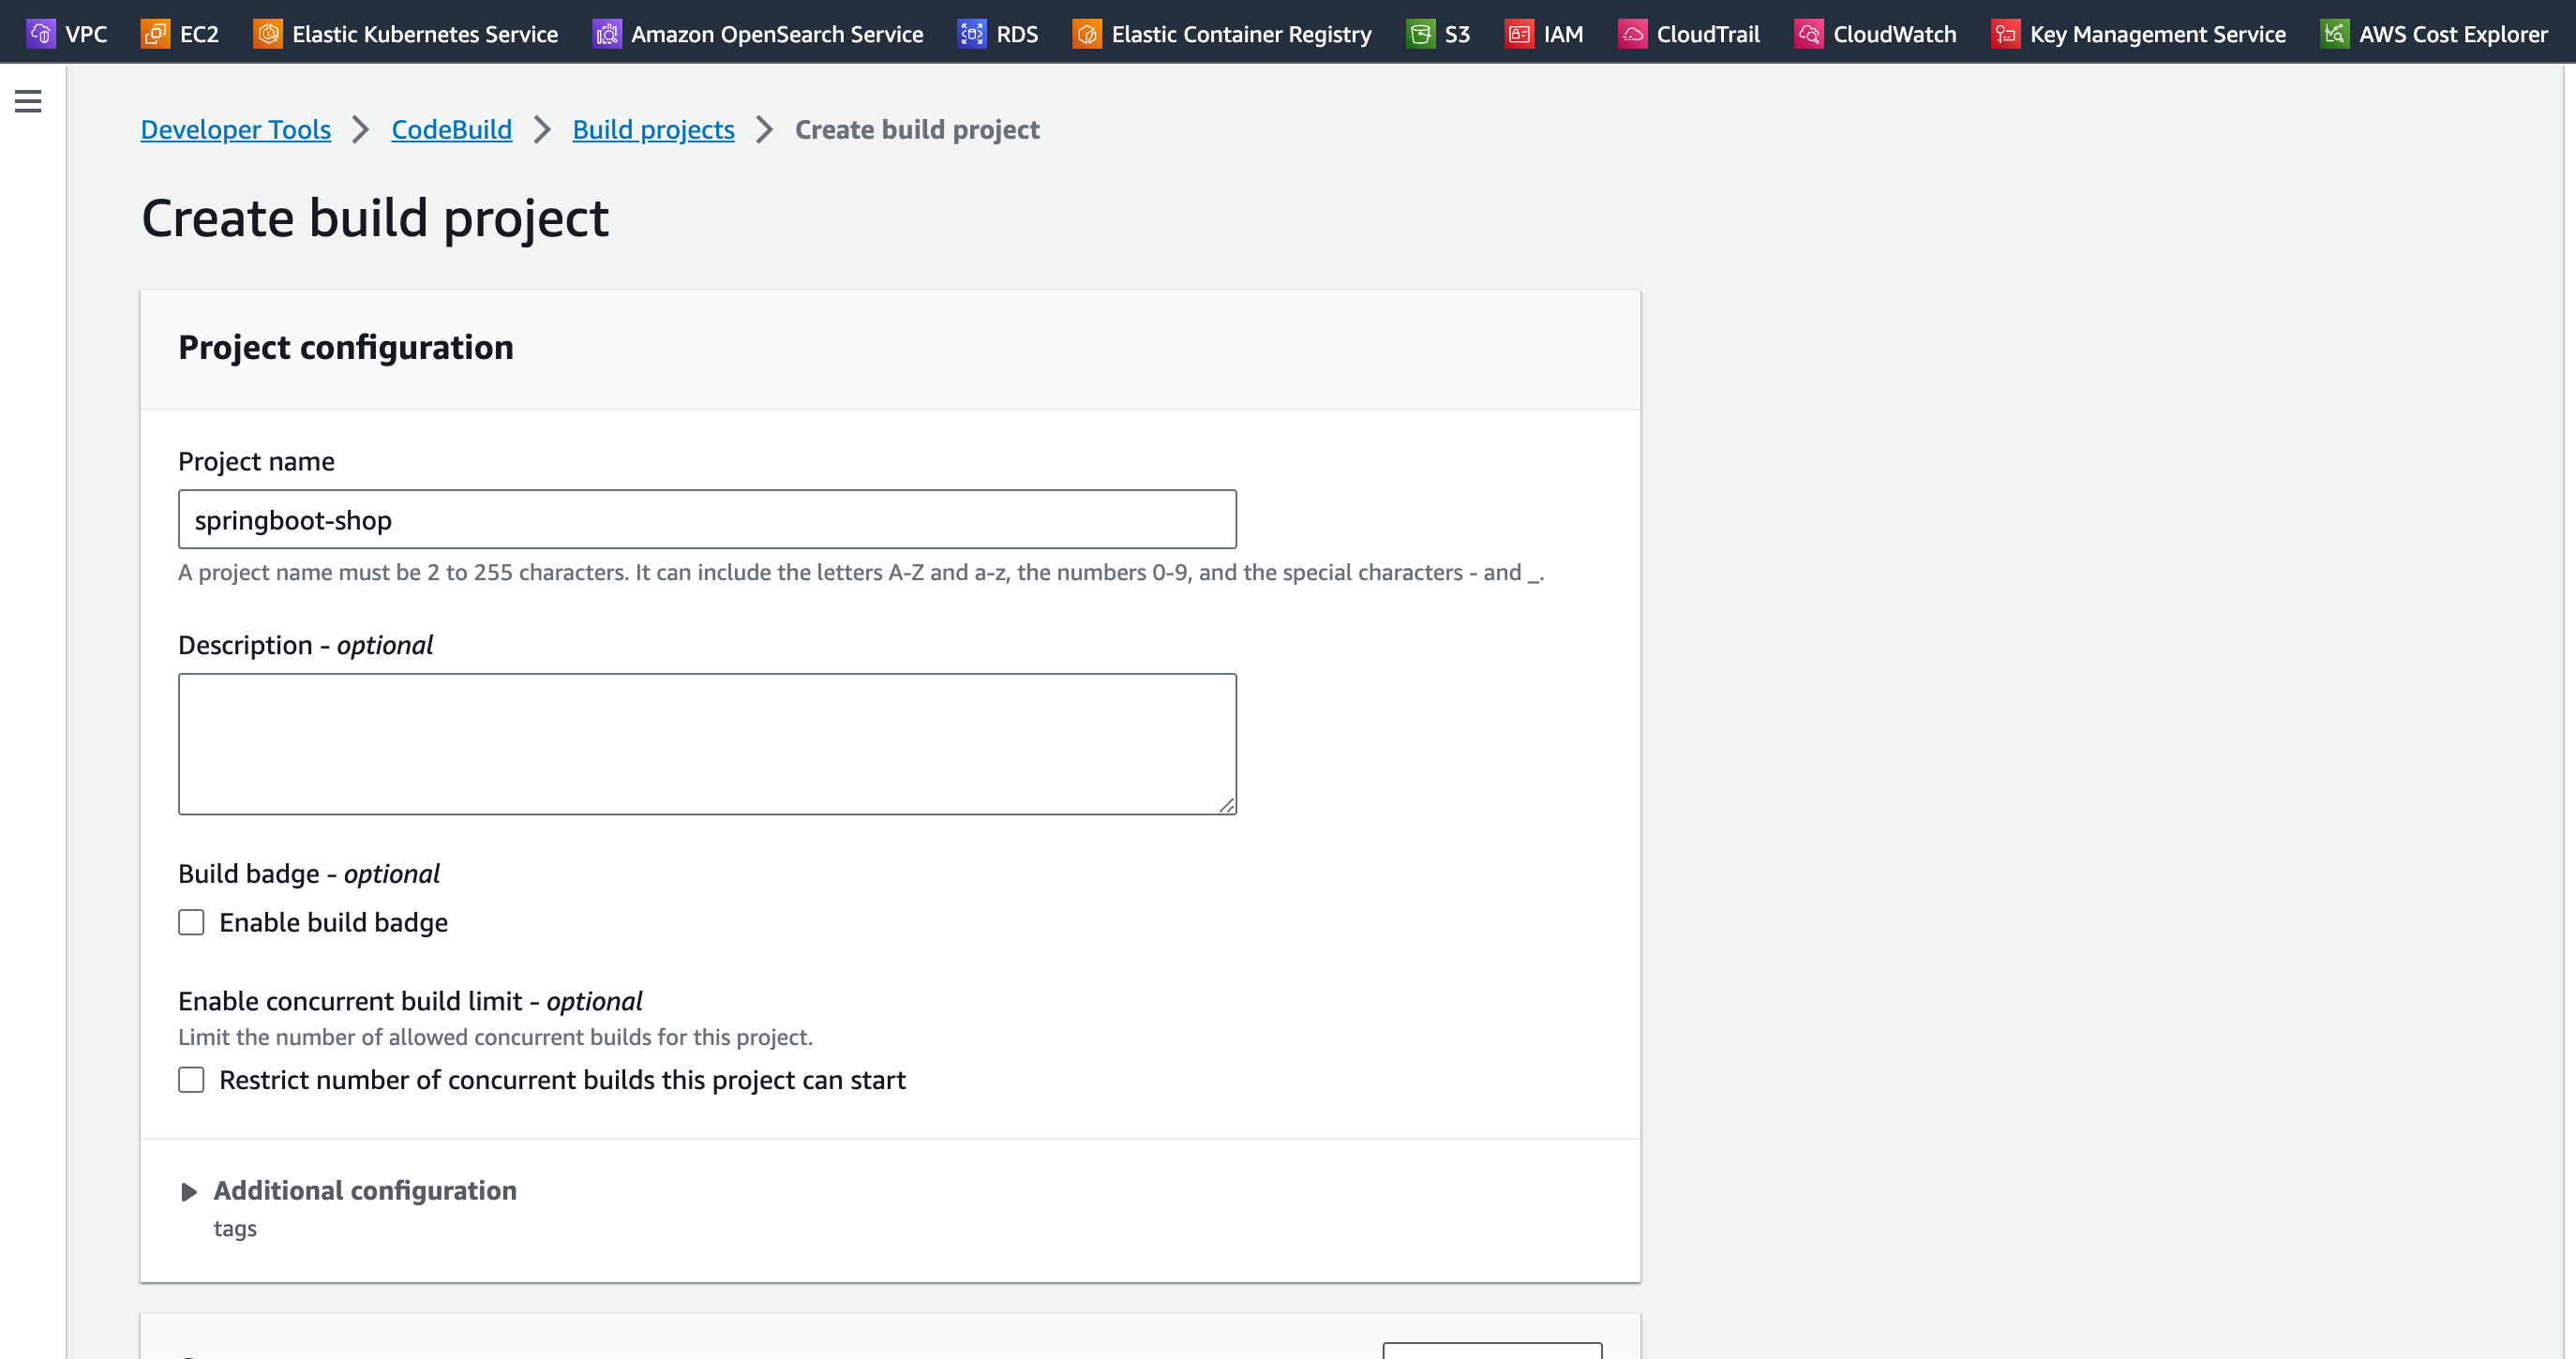 VPC EC2 Elastic Kubernetes Service Amazon OpenSearch Service RDS Elastic Container Registry S3 IAM CloudTrail CloudWatch Key Management Service AWS Cost Explorer
Developer Tools CodeBuild Build projects Create build project
Create build project
Project configuration
Project name
springboot-shop
A project name must be 2 to 255 characters. It can include the letters A-Z and a-z, the numbers 0-9, and the special characters - and _.
Description - optional
Build badge - optional
Enable build badge
Enable concurrent build limit - optional
Limit the number of allowed concurrent builds for this project.
Restrict number of concurrent builds this project can start
Additional configuration
tags